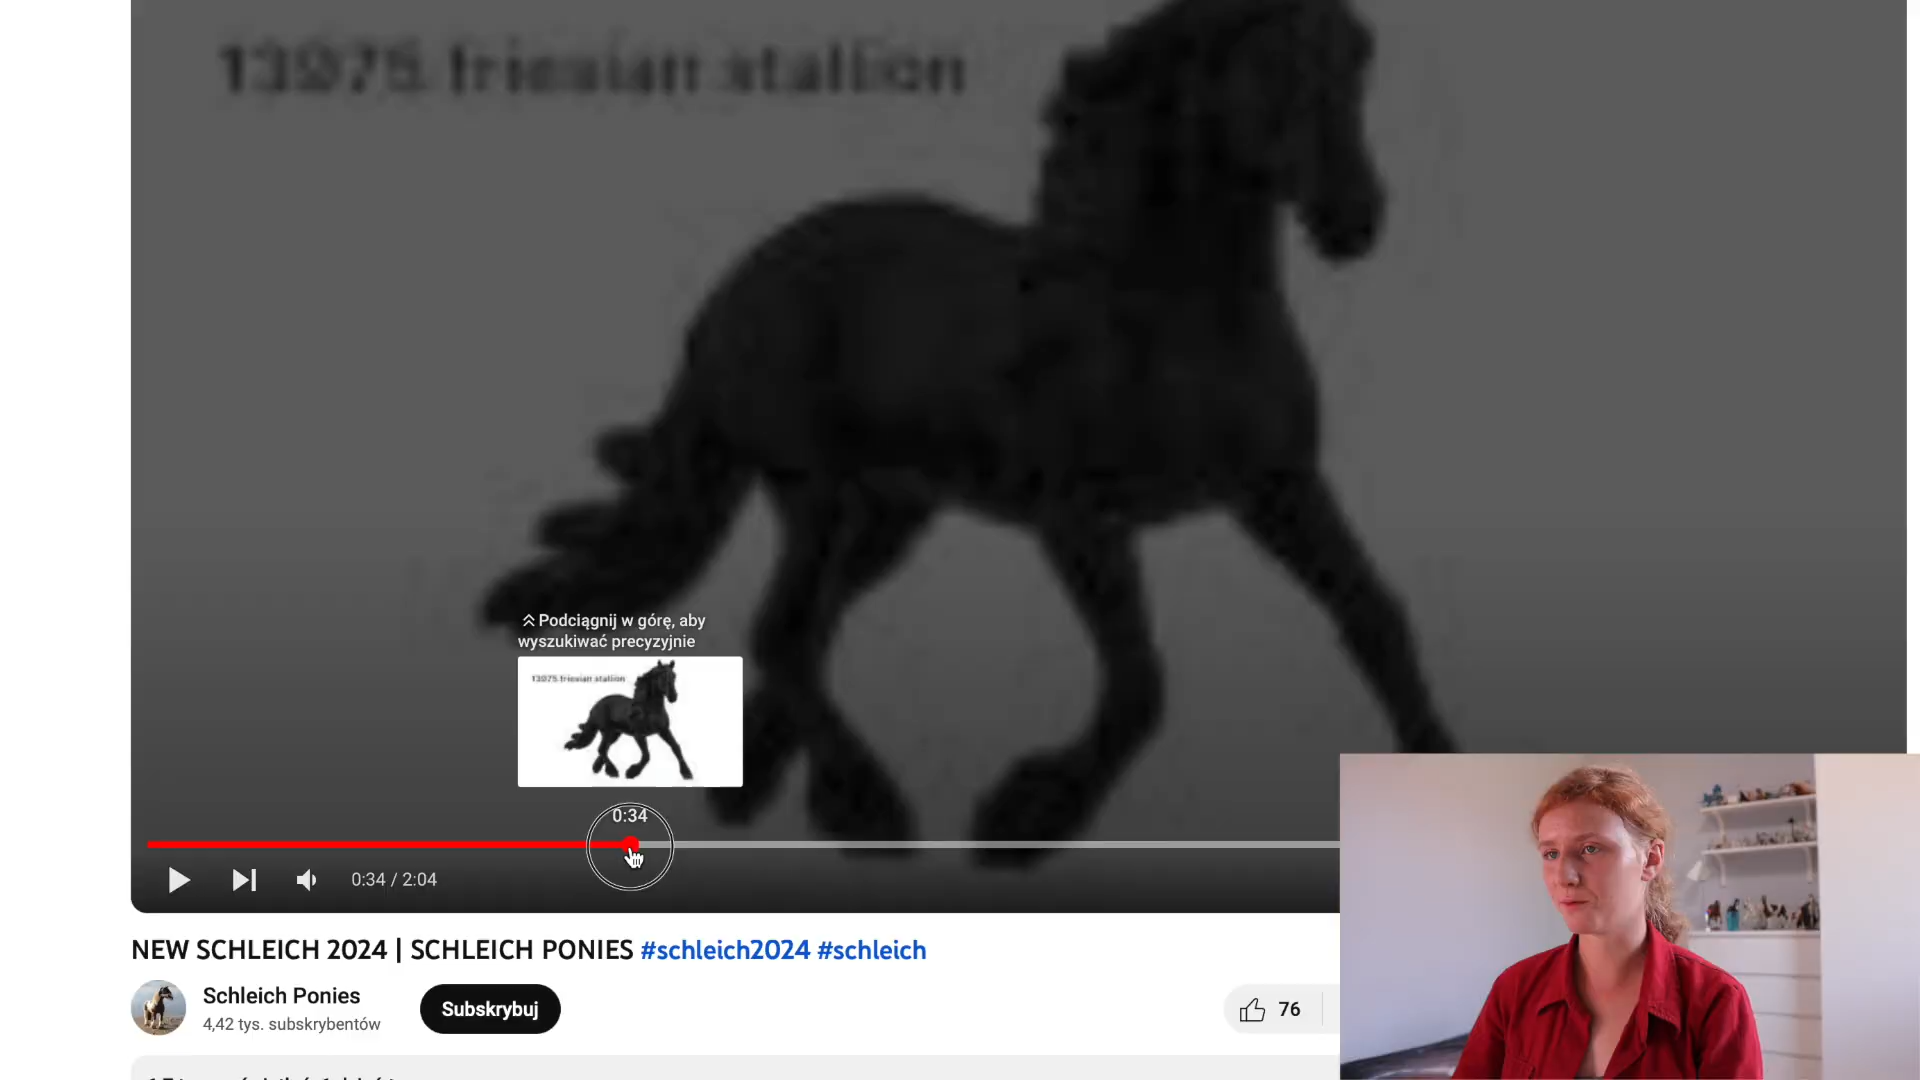 13975 friesian stallion
Podciągnij w górę, aby
wyszukiwać precyzyjnie
13975 friesian stallion
0:34
0:34 / 2:04
NEW SCHLEICH 2024 | SCHLEICH PONIES #schleich2024 #schleich
Schleich Ponies
4,42 tys. subskrybentów
Subskrybuj
76